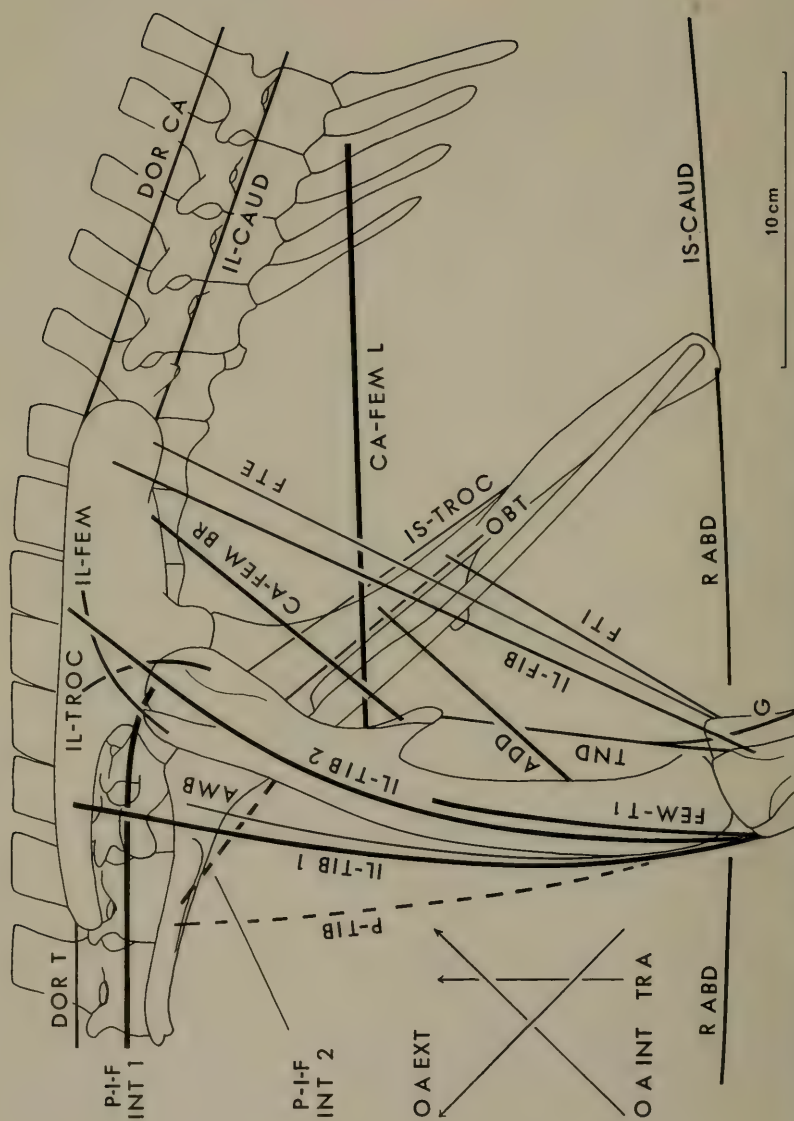 DOR CA
IL-CAUD
CA-FEM L
IS-CAUD
10 cm
IL-FEM
IL-TROC
FTE
CA-FEM BR
IS-TROC
OBT
FTI
IL-FIB
ADD
TND
G
R ABD
IL-TIB 2
AMB
FEM-T1
IL-TIB 1
P-TIB
DOR T
P-I-F
INT 1
P-I-F
INT 2
O A EXT
O A INT
TR A
R ABD